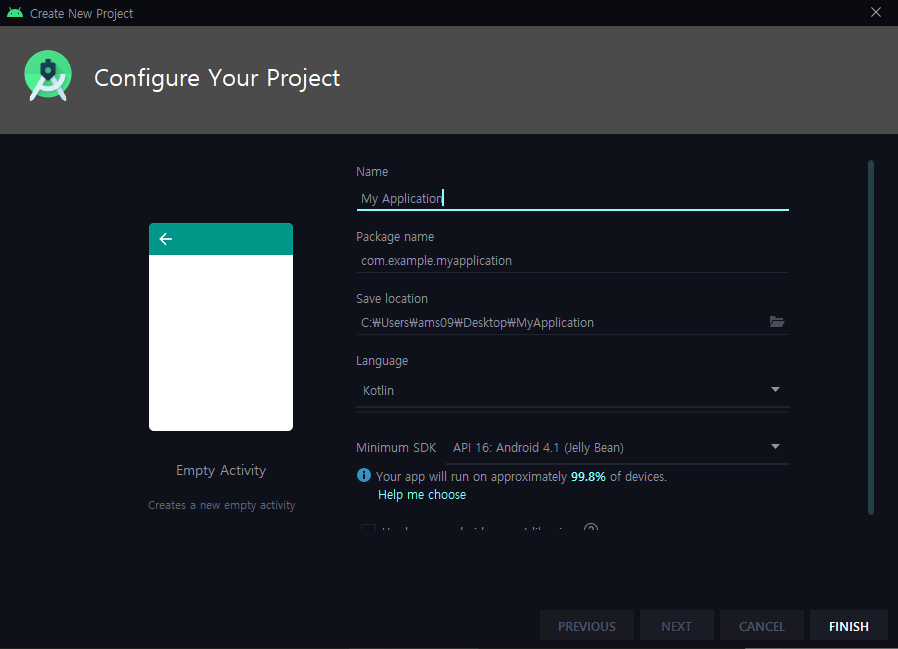 Create New Project
Configure Your Project
Name
My Application
Package name
com.example.myapplication
Save location
C:₩Users₩ams09₩Desktop₩MyApplication
Language
Kotlin
Minimum SDK
API 16: Android 4.1 (Jelly Bean)
Your app will run on approximately 99.8% of devices.
Help me choose
Empty Activity
Creates a new empty activity
PREVIOUS
NEXT
CANCEL
FINISH